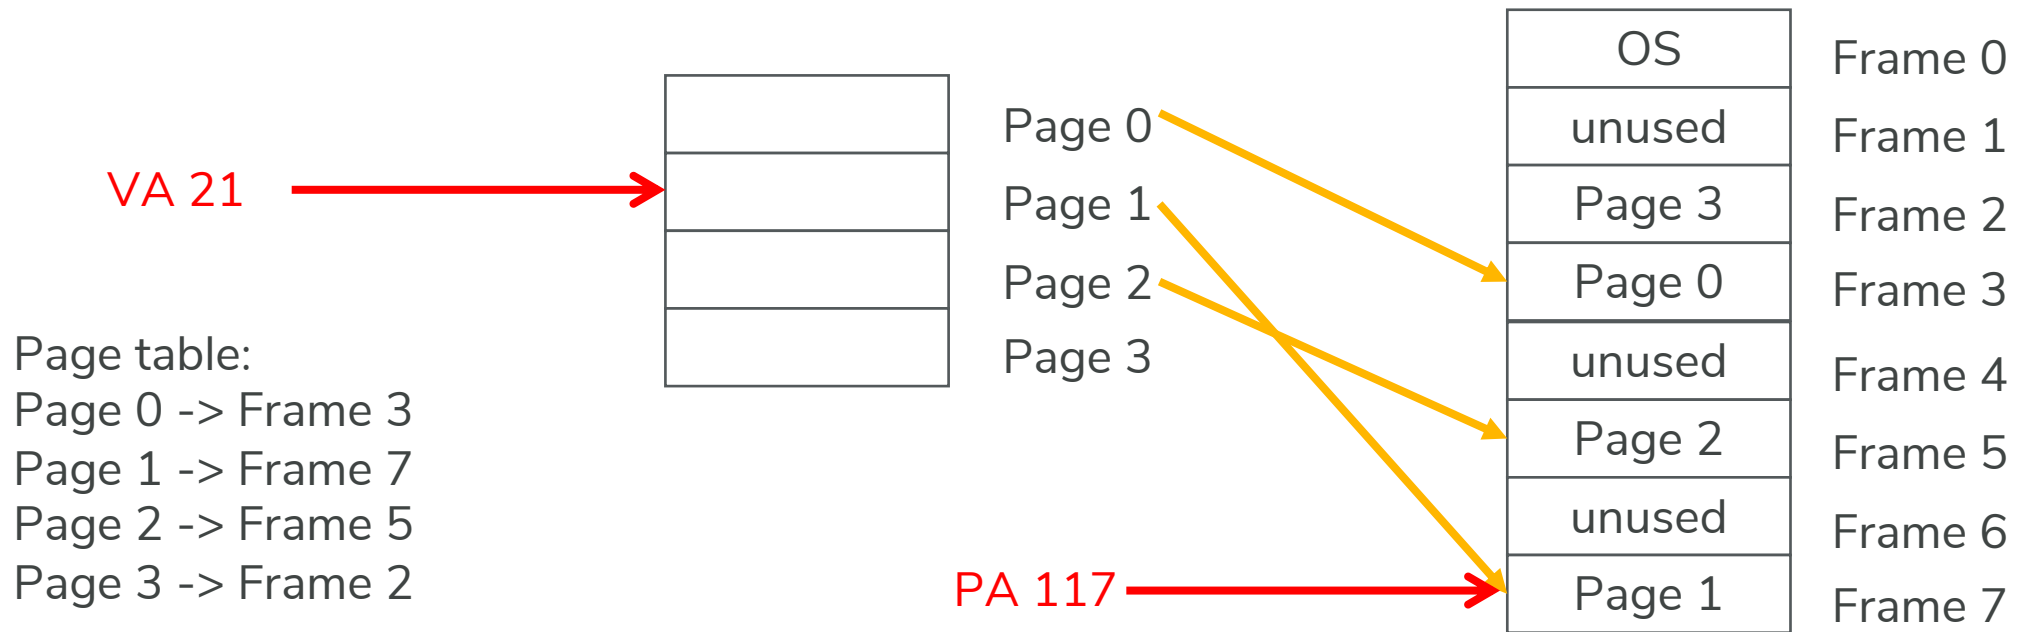 VA 21
Page table:
Page 0 -> Frame 3
Page 1 -> Frame 7
Page 2 -> Frame 5
Page 3 -> Frame 2
Page 0
Page 1
Page 2
Page 3
PA 117
OS Frame 0
unused Frame 1
Page 3 Frame 2
Page 0 Frame 3
unused Frame 4
Page 2 Frame 5
unused Frame 6
Page 1 Frame 7